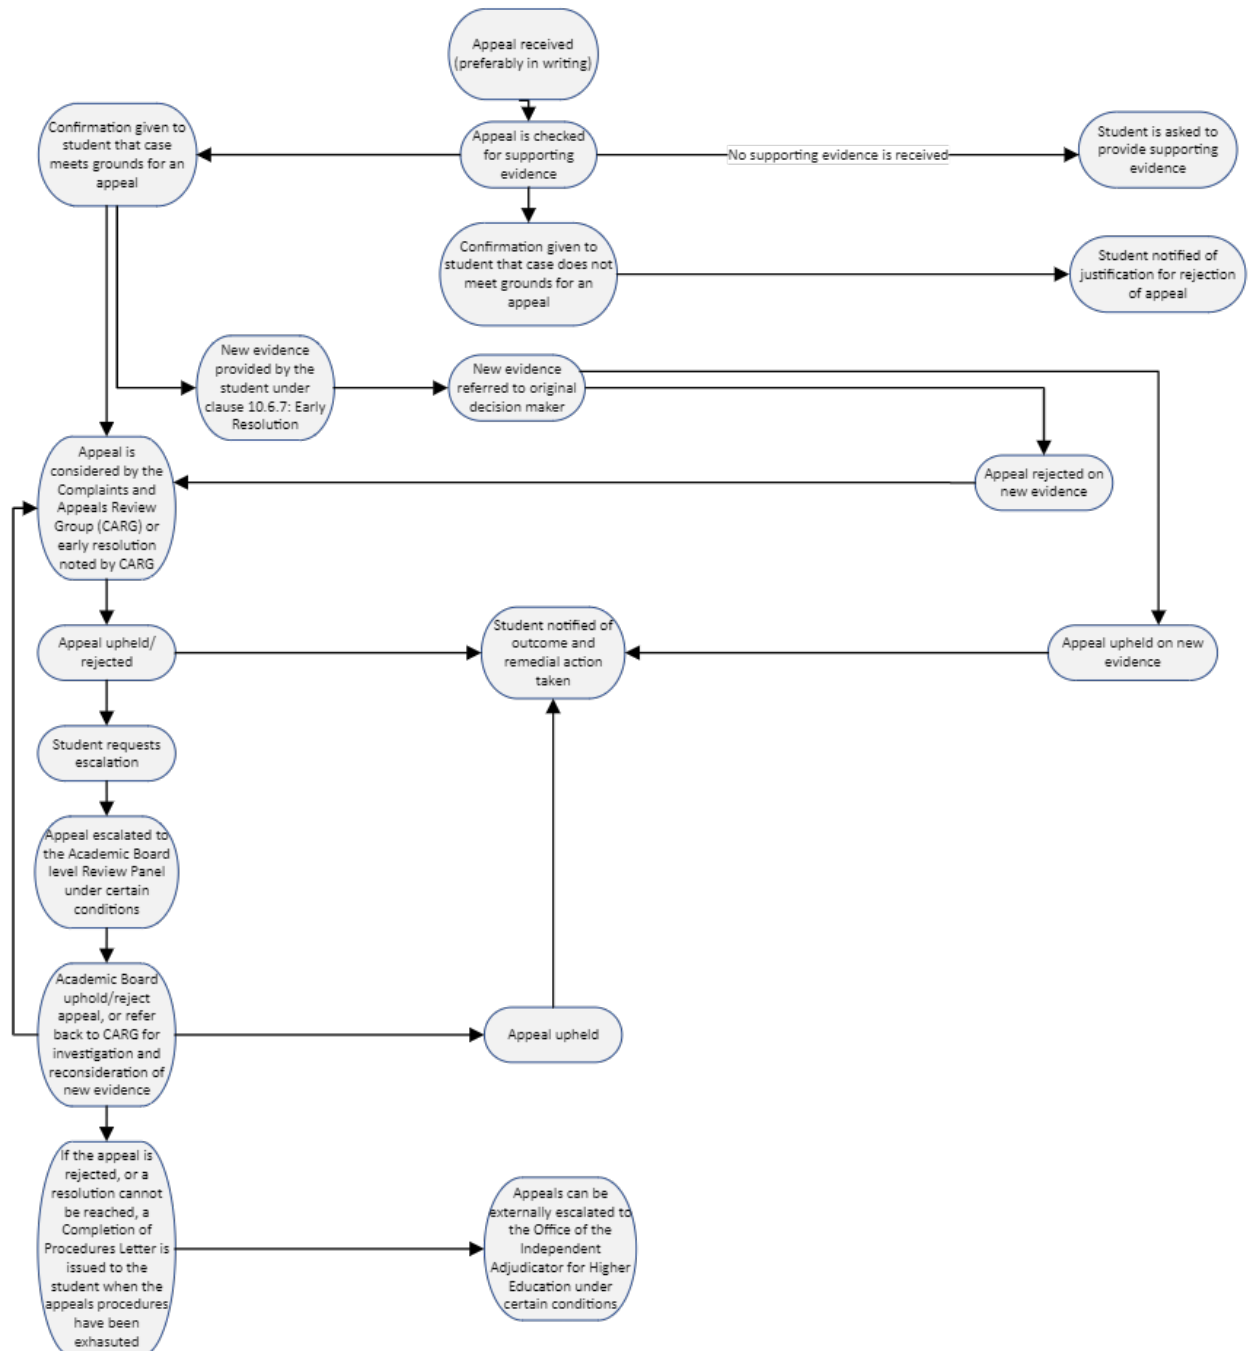 Appeal received
(preferably in writing)
Confirmation given to
student that case
meets grounds for an
appeal
Appeal is checked
for supporting
evidence
No supporting evidence is received
Student is asked to
provide supporting
evidence
Confirmation given to
student that case does not
meet grounds for an
appeal
Student notified of
justification for rejection
of appeal
New evidence
provided by the
student under
clause 10.6.7: Early
Resolution
New evidence
referred to original
decision maker
Appeal is
considered by the
Complaints and
Appeals Review
Group (CARG) or
early resolution
noted by CARG
Appeal rejected on
new evidence
Appeal upheld/
rejected
Student notified of
outcome and
remedial action
taken
Appeal upheld on new
evidence
Student requests
escalation
Appeal escalated to
the Academic Board
level Review Panel
under certain
conditions
Academic Board
uphold/reject
appeal, or refer
back to CARG for
investigation and
reconsideration of
new evidence
Appeal upheld
If the appeal is
rejected, or a
resolution cannot
be reached, a
Completion of
Procedures Letter is
issued to the
student when the
appeals procedures
have been
exhasuted
Appeals can be
externally escalated to
the Office of the
Independent
Adjudicator for Higher
Education under
certain conditions